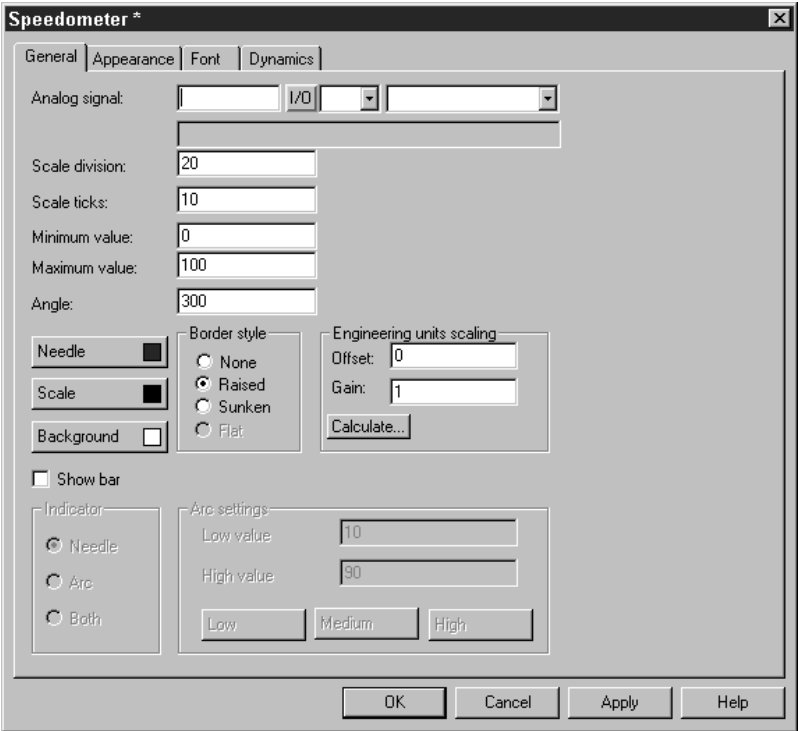 Speedometer *
General Appearance Font Dynamics
Analog signal: I/O
Scale division: 20
Scale ticks: 10
Minimum value: 0
Maximum value: 100
Angle: 300
Border style Engineering units scaling
Needle None Offset: 0
Scale Raised Gain: 1
Sunken
Background Flat Calculate...
Show bar
Indicator Arc settings
Low value 10
Needle
High value 90
Arc
Both Low Medium High
OK Cancel Apply Help